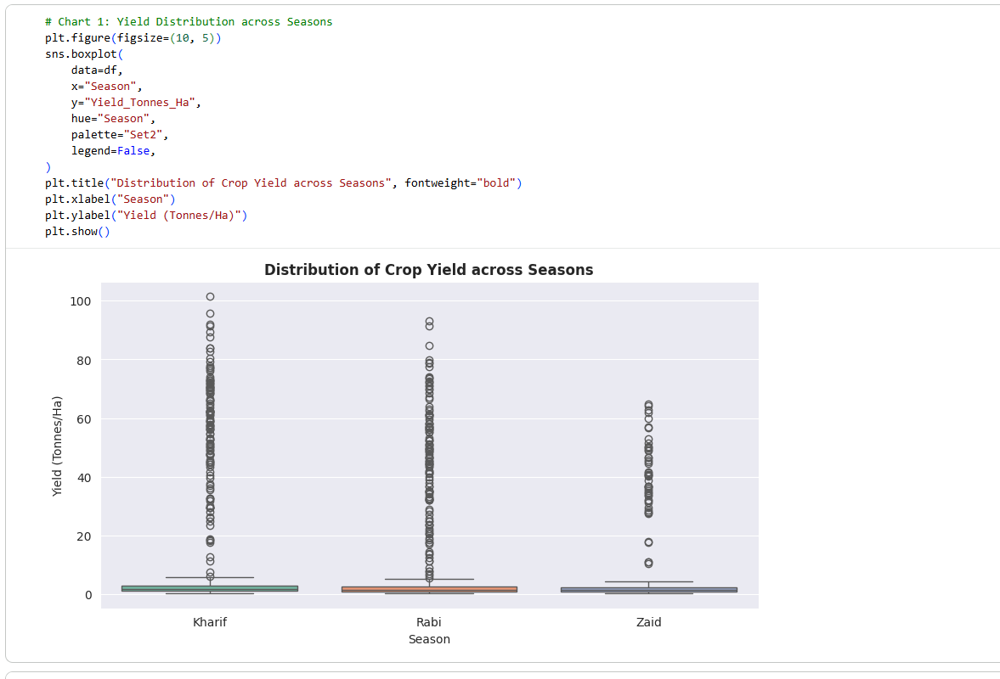 # Chart 1: Yield Distribution across Seasons
plt.figure(figsize=(10, 5))
sns.boxplot(
    data=df,
    x="Season",
    y="Yield_Tonnes_Ha",
    hue="Season",
    palette="Set2",
    legend=False,
)
plt.title("Distribution of Crop Yield across Seasons", fontweight="bold")
plt.xlabel("Season")
plt.ylabel("Yield (Tonnes/Ha)")
plt.show()
Distribution of Crop Yield across Seasons
Yield (Tonnes/Ha)
100
80
60
40
20
0
Kharif Rabi Zaid
Season